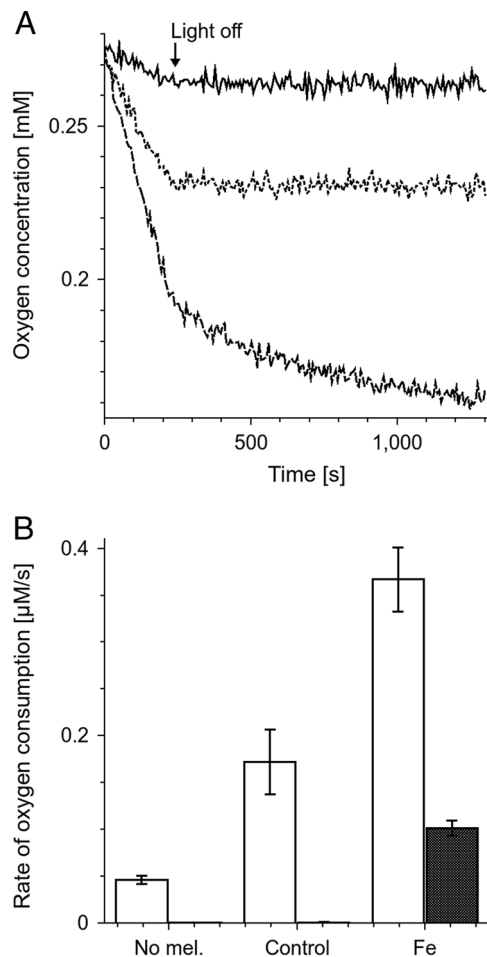 A
Light off
Oxygen concentration [mM]
0.25
0.2
0 500 1,000
Time [s]
B
Rate of oxygen consumption [µM/s]
0.4
0.2
0
No mel. Control Fe